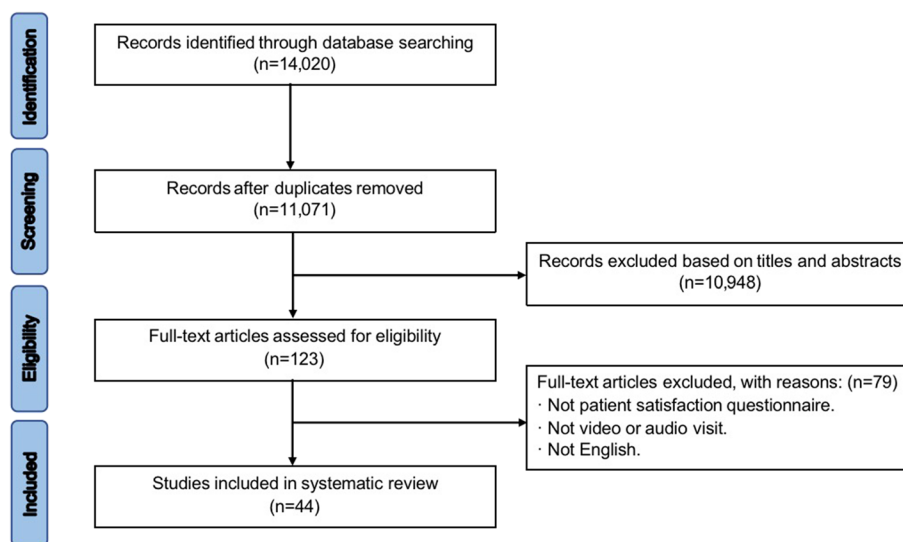 Identification
Records identified through database searching
(n=14,020)
Screening
Records after duplicates removed
(n=11,071)
Records excluded based on titles and abstracts
(n=10,948)
Eligibility
Full-text articles assessed for eligibility
(n=123)
Full-text articles excluded, with reasons: (n=79)
· Not patient satisfaction questionnaire.
· Not video or audio visit.
· Not English.
Included
Studies included in systematic review
(n=44)